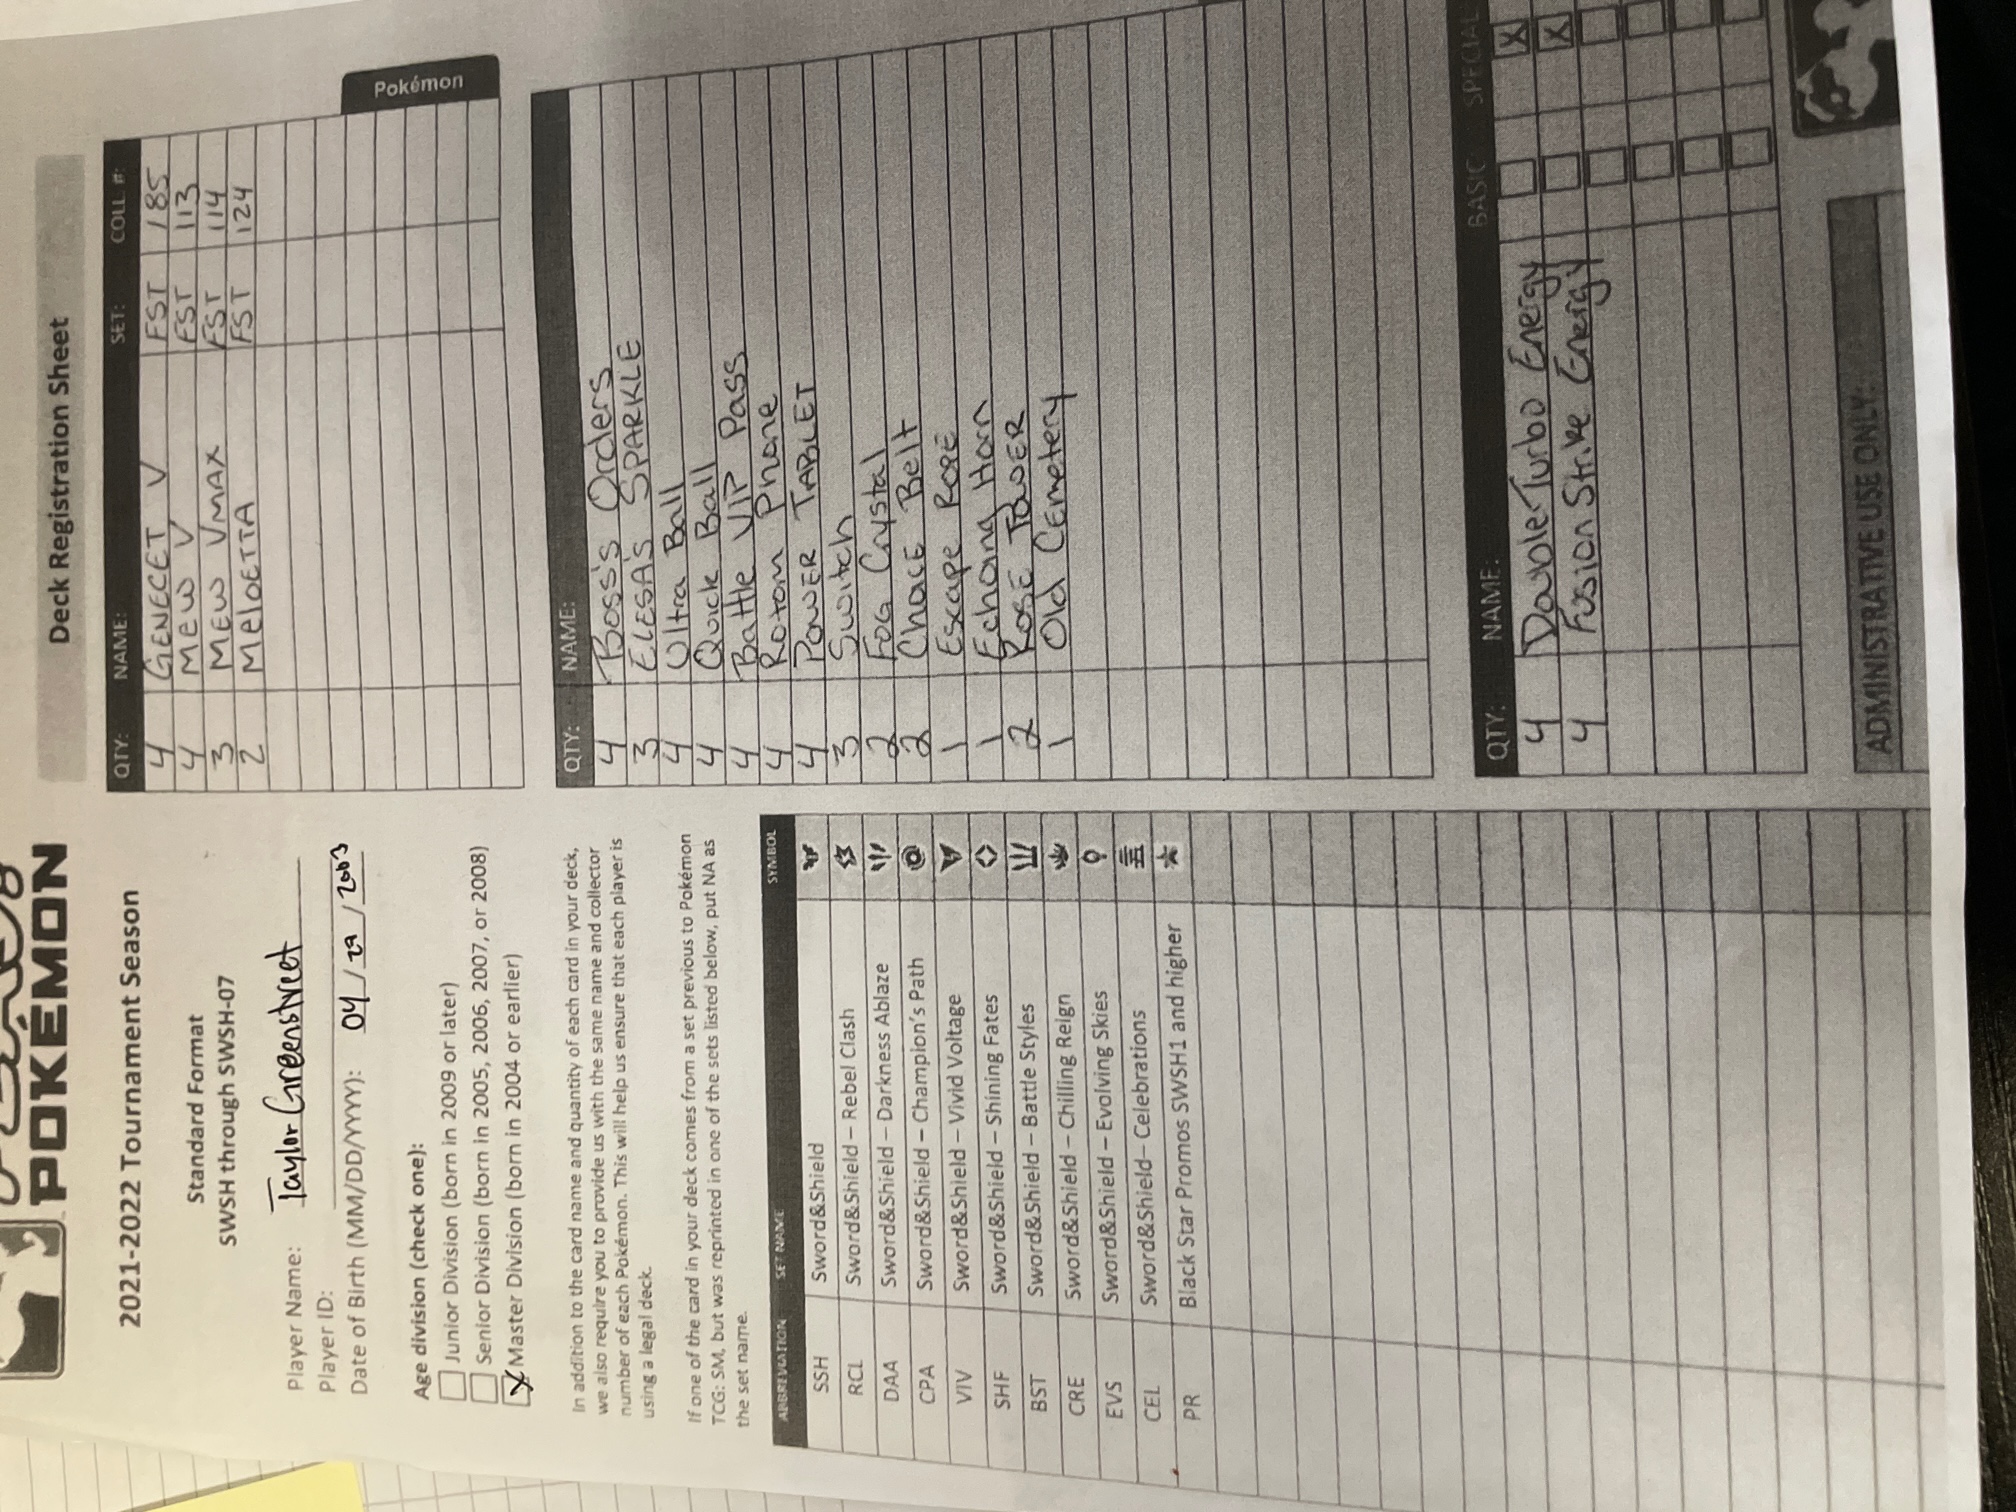 PLAY!
POKÉMON
2021-2022 Tournament Season
Standard Format
SWSH through SWSH-07
Player Name: Taylor Greenstreet
Player ID:
Date of Birth (MM/DD/YYYY): 04 / 29 / 2003
Age division (check one):
Junior Division (born in 2009 or later)
Senior Division (born in 2005, 2006, 2007, or 2008)
X Master Division (born in 2004 or earlier)
In addition to the card name and quantity of each card in your deck,
we also require you to provide us with the same name and collector
number of each Pokémon. This will help us ensure that each player is
using a legal deck.
If one of the card in your deck comes from a set previous to Pokémon
TCG: SM, but was reprinted in one of the sets listed below, put NA as
the set name.
ABBREVIATION SET NAME SYMBOL
SSH Sword&Shield
RCL Sword&Shield – Rebel Clash
DAA Sword&Shield – Darkness Ablaze
CPA Sword&Shield – Champion's Path
VIV Sword&Shield – Vivid Voltage
SHF Sword&Shield – Shining Fates
BST Sword&Shield – Battle Styles
CRE Sword&Shield – Chilling Reign
EVS Sword&Shield – Evolving Skies
CEL Sword&Shield– Celebrations
PR Black Star Promos SWSH1 and higher
Deck Registration Sheet
QTY: NAME: SET: COLL #:
4 GENECET V FST 185
4 MEW V FST 113
3 MEW VMAX FST 114
2 MElOETTA FST 124
Pokémon
QTY: NAME:
4 Boss's Orders
3 ELESA'S SPARKLE
4 Ultra Ball
4 Quick Ball
4 Battle VIP Pass
4 Rotom Phone
4 POWER TABLET
3 Switch
2 FOG Crystal
2 ChoicE Belt
1 Escape ROPE
1 Echoing Horn
2 ROSE TOWER
1 Old CEmetery
QTY: NAME: BASIC SPECIAL
4 Double Turbo Energy X
4 Fusion Strike Energy X
ADMINISTRATIVE USE ONLY: